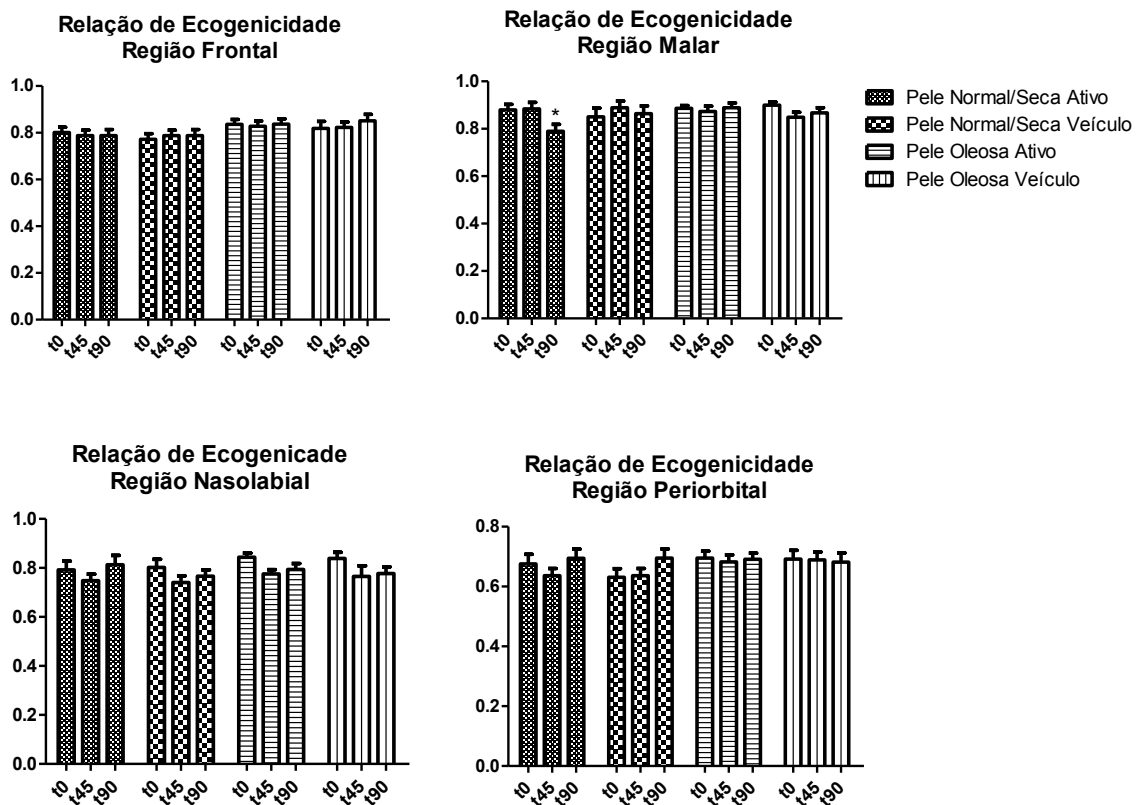 Relação de Ecogenicidade
Região Frontal
1.0
0.8
0.6
0.4
0.2
0.0
t0 t45 t90 t0 t45 t90 t0 t45 t90 t0 t45 t90
Relação de Ecogenicidade
Região Malar
1.0
*
0.8
0.6
0.4
0.2
0.0
t0 t45 t90 t0 t45 t90 t0 t45 t90 t0 t45 t90
Pele Normal/Seca Ativo
Pele Normal/Seca Veículo
Pele Oleosa Ativo
Pele Oleosa Veículo
Relação de Ecogenicade
Região Nasolabial
1.0
0.8
0.6
0.4
0.2
0.0
t0 t45 t90 t0 t45 t90 t0 t45 t90 t0 t45 t90
Relação de Ecogenicidade
Região Periorbital
0.8
0.6
0.4
0.2
0.0
t0 t45 t90 t0 t45 t90 t0 t45 t90 t0 t45 t90